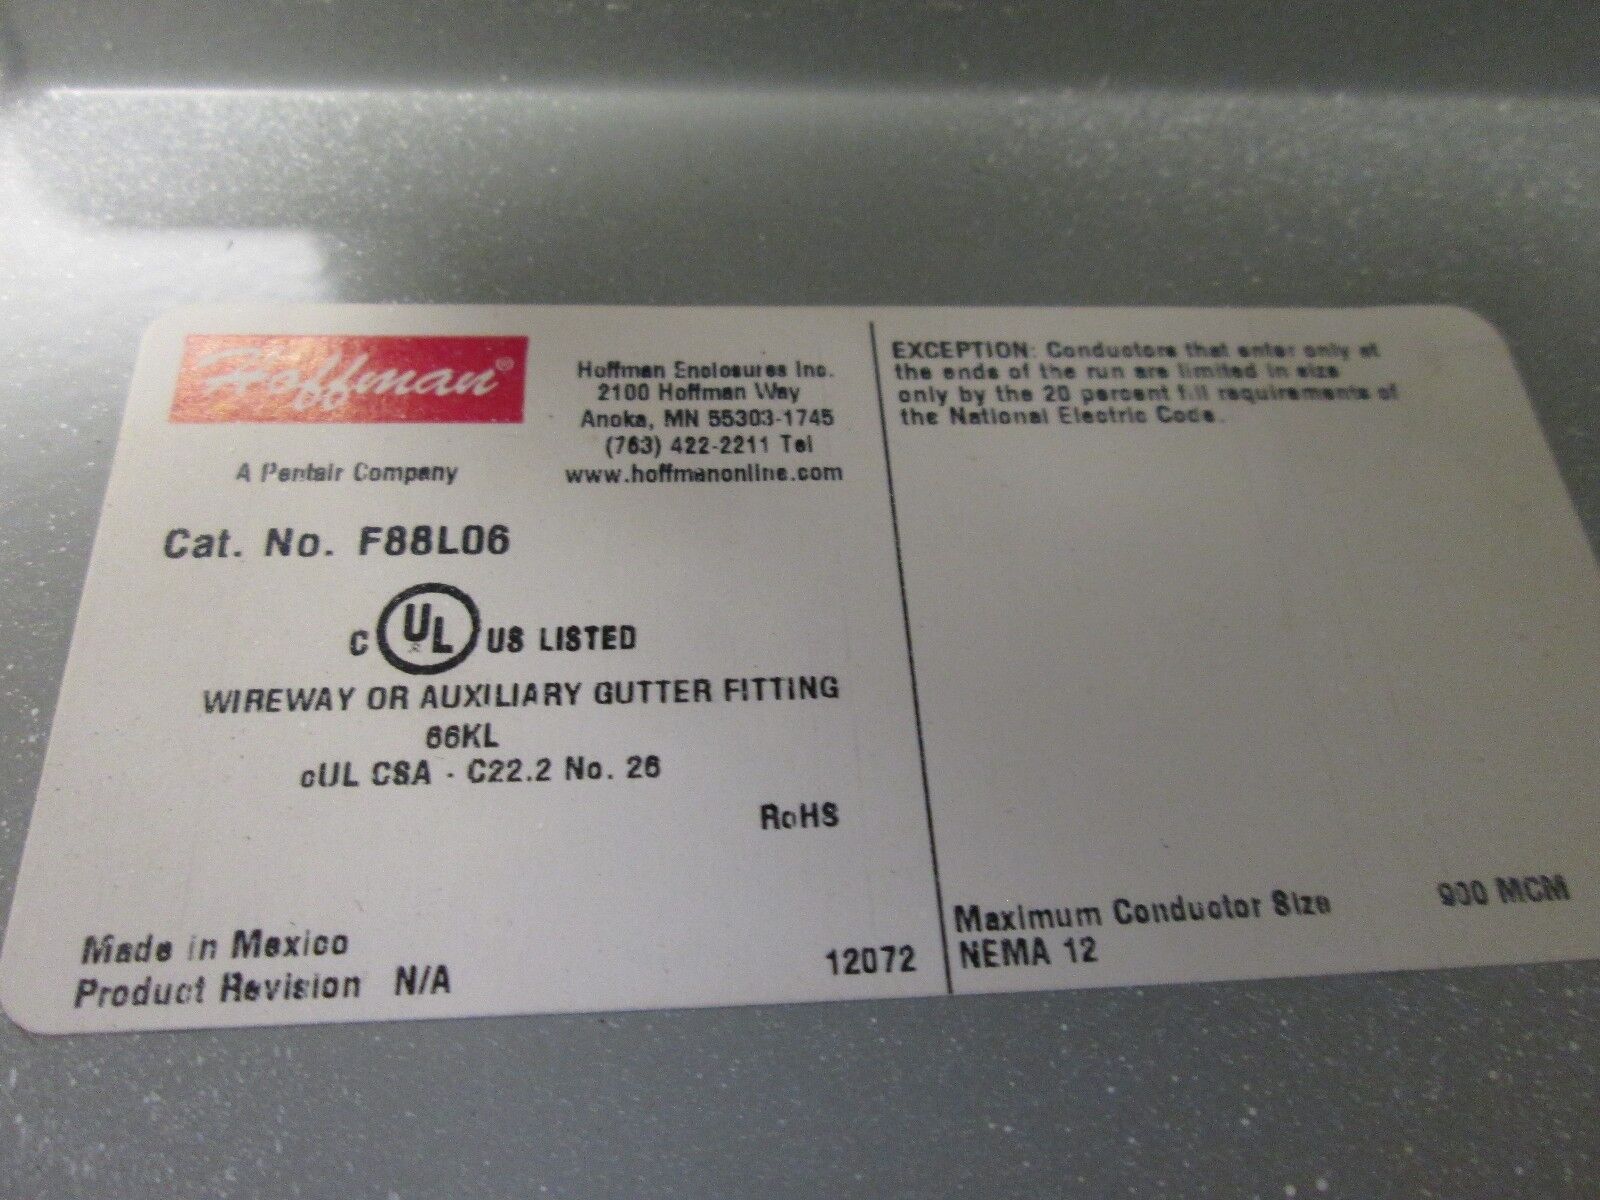 Hoffman®
A Pentair Company
Hoffman Enclosures Inc.
2100 Hoffman Way
Anoka, MN 55303-1745
(763) 422-2211 Tel
www.hoffmanonline.com
Cat. No. F88L06
C UL US LISTED
WIREWAY OR AUXILIARY GUTTER FITTING
66KL
cUL CSA - C22.2 No. 26
RoHS
Made in Mexico
Product Revision N/A
12072
EXCEPTION: Conductors that enter only at
the ends of the run are limited in size
only by the 20 percent fill requirements of
the National Electric Code.
Maximum Conductor Size 900 MCM
NEMA 12